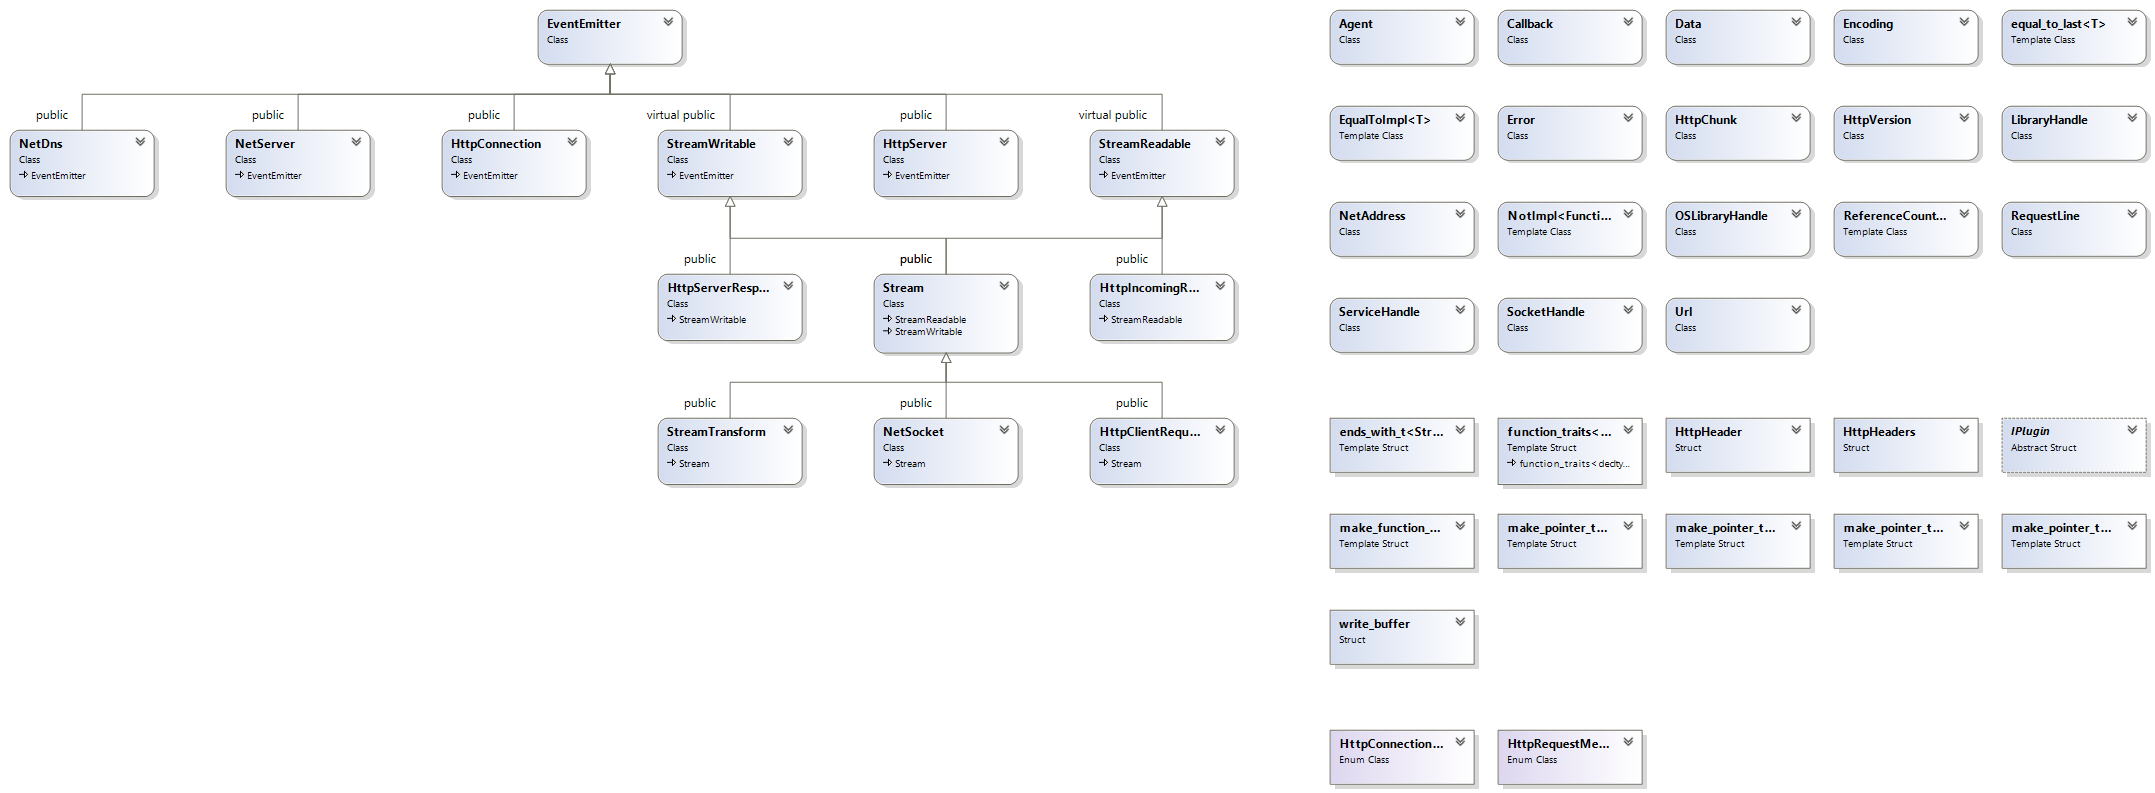 EventEmitter
Class
public
public
public
virtual public
public
virtual public
NetDns
Class
EventEmitter
NetServer
Class
EventEmitter
HttpConnection
Class
EventEmitter
StreamWritable
Class
EventEmitter
HttpServer
Class
EventEmitter
StreamReadable
Class
EventEmitter
public
public
public
HttpServerResp...
Class
StreamWritable
Stream
Class
StreamReadable
StreamWritable
HttpIncomingR...
Class
StreamReadable
public
public
public
StreamTransform
Class
Stream
NetSocket
Class
Stream
HttpClientRequ...
Class
Stream
Agent
Class
Callback
Class
Data
Class
Encoding
Class
equal_to_last<T>
Template Class
EqualToImpl<T>
Template Class
Error
Class
HttpChunk
Class
HttpVersion
Class
LibraryHandle
Class
NetAddress
Class
NotImpl<Functi...
Template Class
OSLibraryHandle
Class
ReferenceCount...
Template Class
RequestLine
Class
ServiceHandle
Class
SocketHandle
Class
Url
Class
ends_with_t<Str...
Template Struct
function_traits<...
Template Struct
function_traits<declty...
HttpHeader
Struct
HttpHeaders
Struct
IPlugin
Abstract Struct
make_function_...
Template Struct
make_pointer_t...
Template Struct
make_pointer_t...
Template Struct
make_pointer_t...
Template Struct
make_pointer_t...
Template Struct
write_buffer
Struct
HttpConnection...
Enum Class
HttpRequestMe...
Enum Class